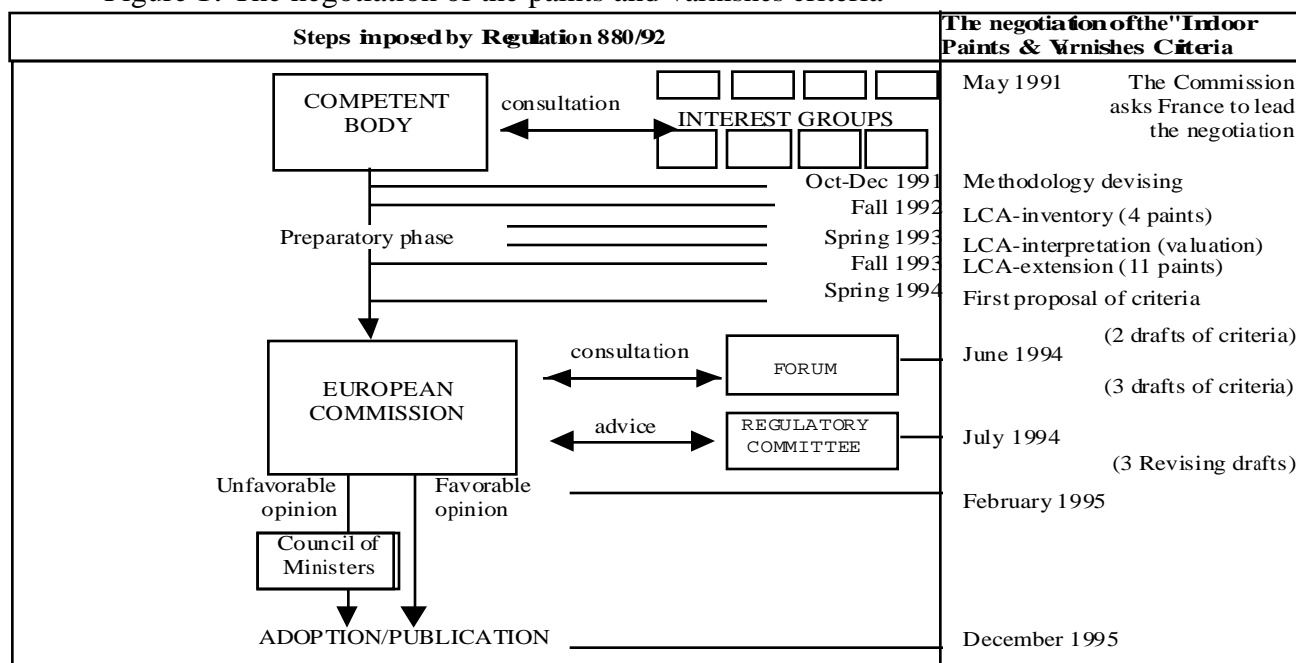 Figure 1: The negotiation of the paints and varnishes criteria
Steps imposed by Regulation 880/92
The negotiation of the "Indoor
Paints & Varnishes Criteria
COMPETENT
BODY
consultation
INTEREST GROUPS
May 1991 The Commission
asks France to lead
the negotiation
Oct-Dec 1991 Methodology devising
Fall 1992 LCA-inventory (4 paints)
Preparatory phase
Spring 1993 LCA-interpretation (valuation)
Fall 1993 LCA-extension (11 paints)
Spring 1994 First proposal of criteria
(2 drafts of criteria)
EUROPEAN
COMMISSION
consultation
FORUM
June 1994
(3 drafts of criteria)
advice
REGULATORY
COMMITTEE
July 1994
(3 Revising drafts)
Unfavorable
opinion
Favorable
opinion
February 1995
Council of
Ministers
ADOPTION/PUBLICATION
December 1995